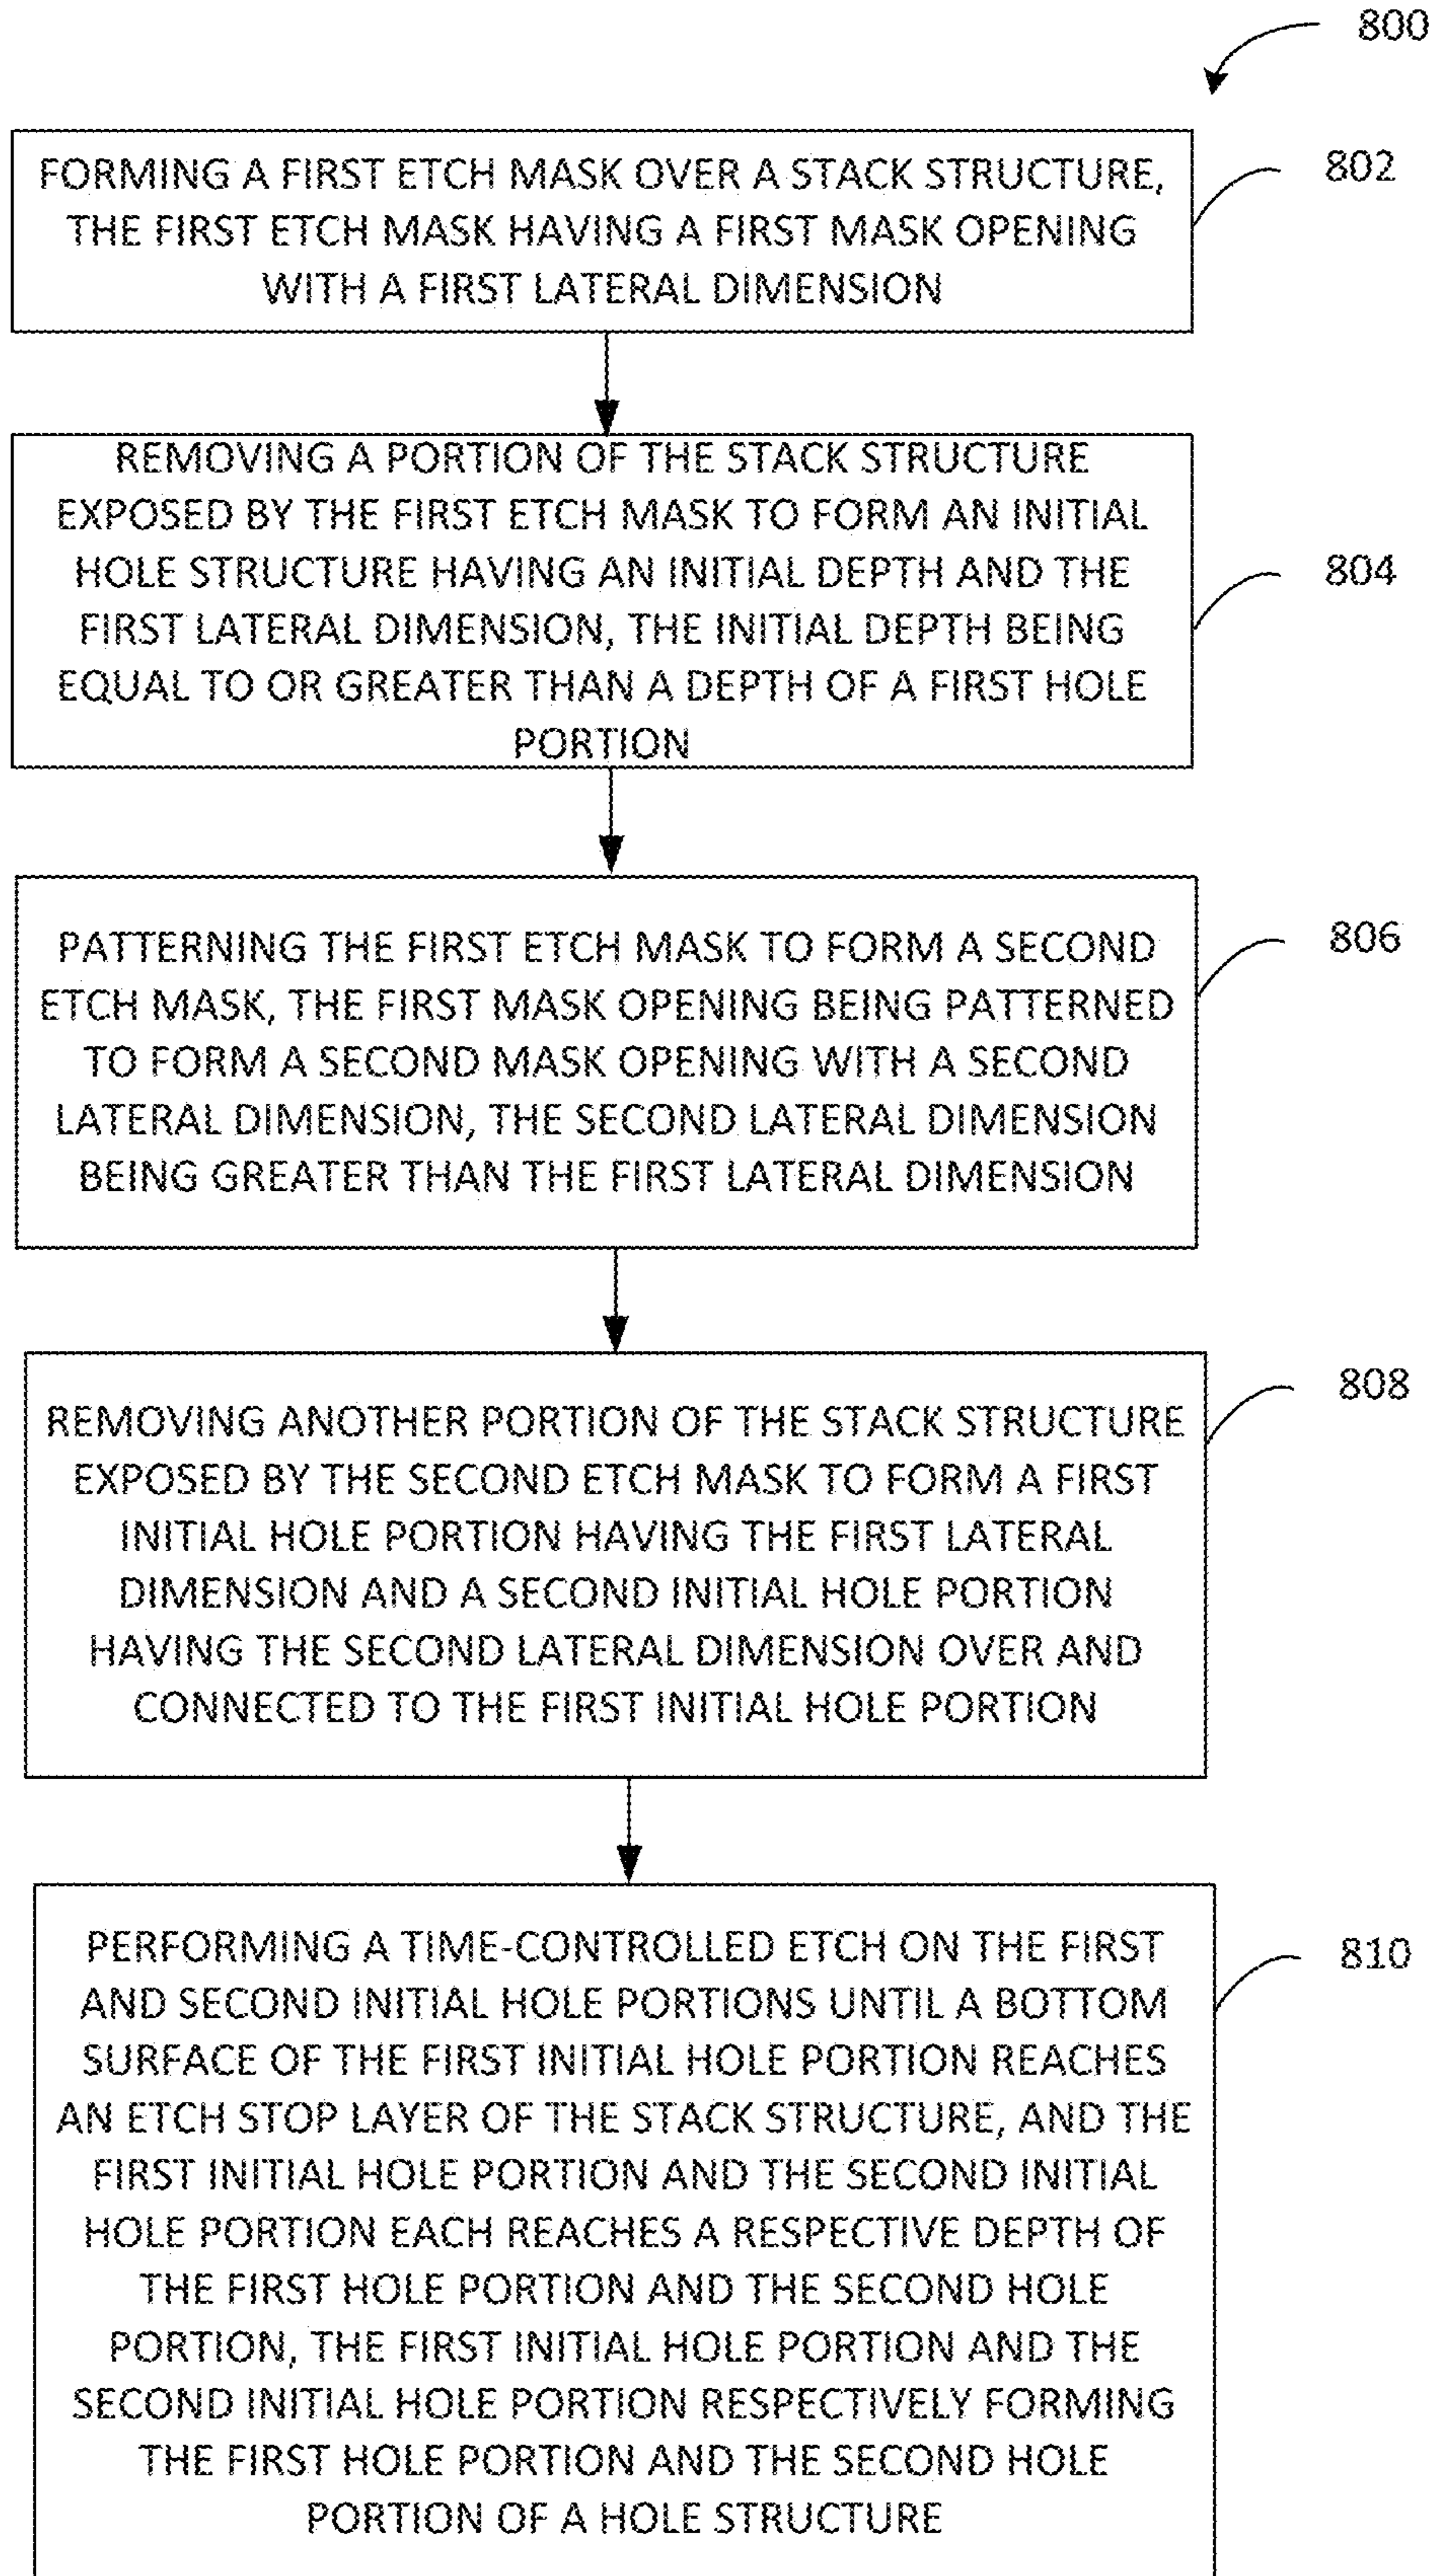 800
FORMING A FIRST ETCH MASK OVER A STACK STRUCTURE,
THE FIRST ETCH MASK HAVING A FIRST MASK OPENING
WITH A FIRST LATERAL DIMENSION
802
REMOVING A PORTION OF THE STACK STRUCTURE
EXPOSED BY THE FIRST ETCH MASK TO FORM AN INITIAL
HOLE STRUCTURE HAVING AN INITIAL DEPTH AND THE
FIRST LATERAL DIMENSION, THE INITIAL DEPTH BEING
EQUAL TO OR GREATER THAN A DEPTH OF A FIRST HOLE
PORTION
804
PATTERNING THE FIRST ETCH MASK TO FORM A SECOND
ETCH MASK, THE FIRST MASK OPENING BEING PATTERNED
TO FORM A SECOND MASK OPENING WITH A SECOND
LATERAL DIMENSION, THE SECOND LATERAL DIMENSION
BEING GREATER THAN THE FIRST LATERAL DIMENSION
806
REMOVING ANOTHER PORTION OF THE STACK STRUCTURE
EXPOSED BY THE SECOND ETCH MASK TO FORM A FIRST
INITIAL HOLE PORTION HAVING THE FIRST LATERAL
DIMENSION AND A SECOND INITIAL HOLE PORTION
HAVING THE SECOND LATERAL DIMENSION OVER AND
CONNECTED TO THE FIRST INITIAL HOLE PORTION
808
PERFORMING A TIME-CONTROLLED ETCH ON THE FIRST
AND SECOND INITIAL HOLE PORTIONS UNTIL A BOTTOM
SURFACE OF THE FIRST INITIAL HOLE PORTION REACHES
AN ETCH STOP LAYER OF THE STACK STRUCTURE, AND THE
FIRST INITIAL HOLE PORTION AND THE SECOND INITIAL
HOLE PORTION EACH REACHES A RESPECTIVE DEPTH OF
THE FIRST HOLE PORTION AND THE SECOND HOLE
PORTION, THE FIRST INITIAL HOLE PORTION AND THE
SECOND INITIAL HOLE PORTION RESPECTIVELY FORMING
THE FIRST HOLE PORTION AND THE SECOND HOLE
PORTION OF A HOLE STRUCTURE
810